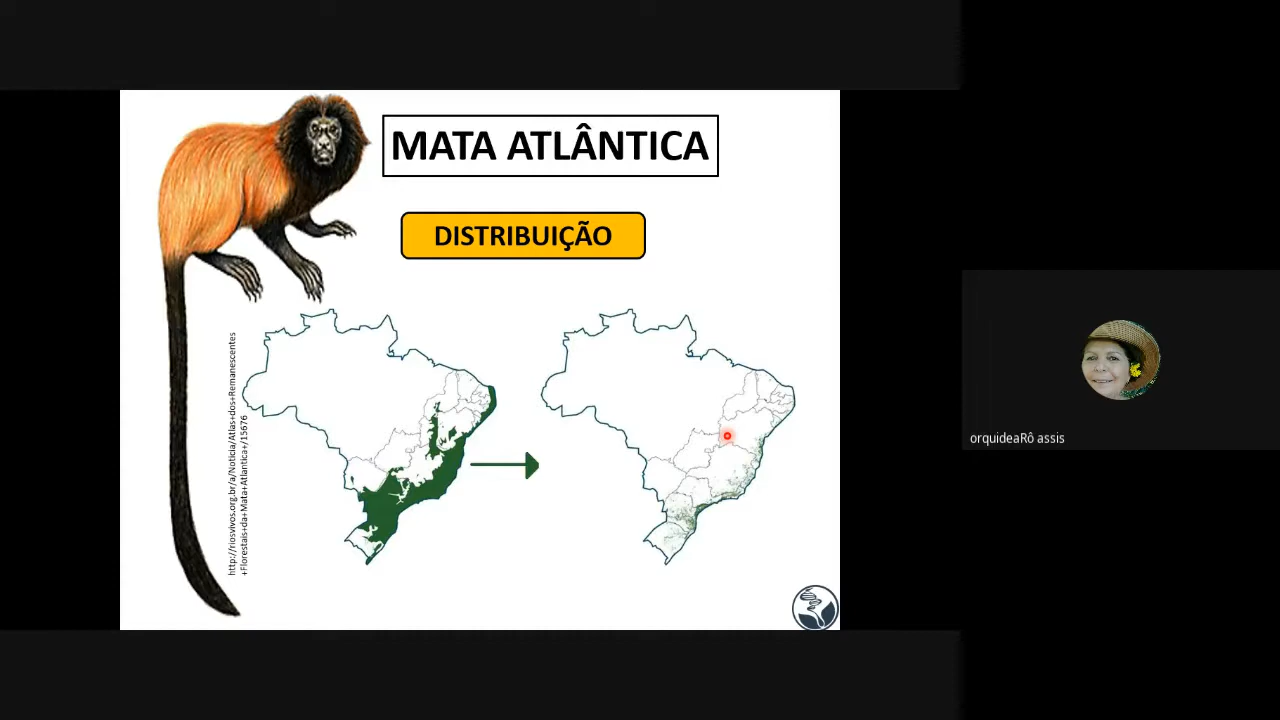 MATA ATLÂNTICA
DISTRIBUIÇÃO
http://riosvivos.org.br/a/Noticia/Atlas+dos+Remanescentes
+Florestais+da+Mata+Atlantica+/15676
orquideaRô assis